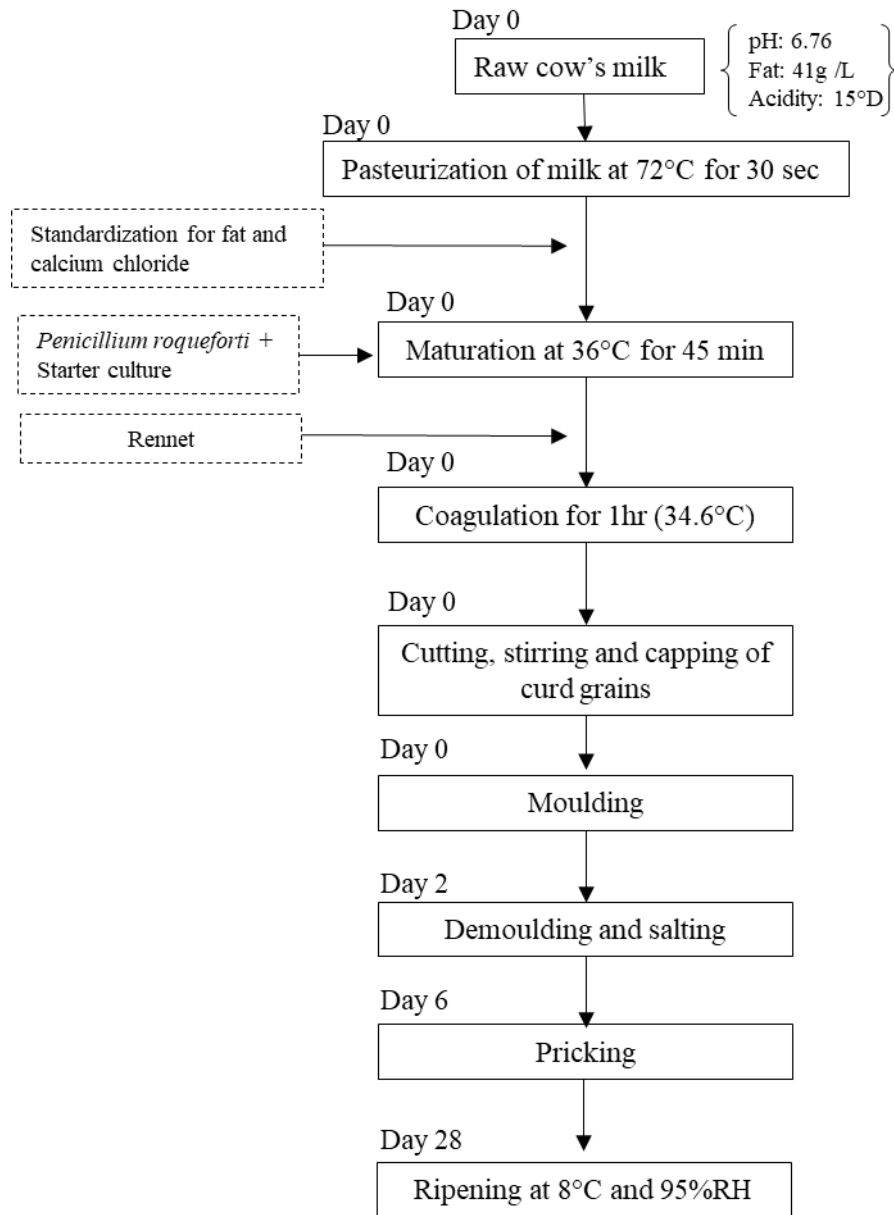 Day 0
Raw cow's milk
pH: 6.76
Fat: 41g /L
Acidity: 15°D
Day 0
Pasteurization of milk at 72°C for 30 sec
Standardization for fat and
calcium chloride
Day 0
Penicillium roqueforti +
Starter culture
Maturation at 36°C for 45 min
Rennet
Day 0
Coagulation for 1hr (34.6°C)
Day 0
Cutting, stirring and capping of
curd grains
Day 0
Moulding
Day 2
Demoulding and salting
Day 6
Pricking
Day 28
Ripening at 8°C and 95%RH